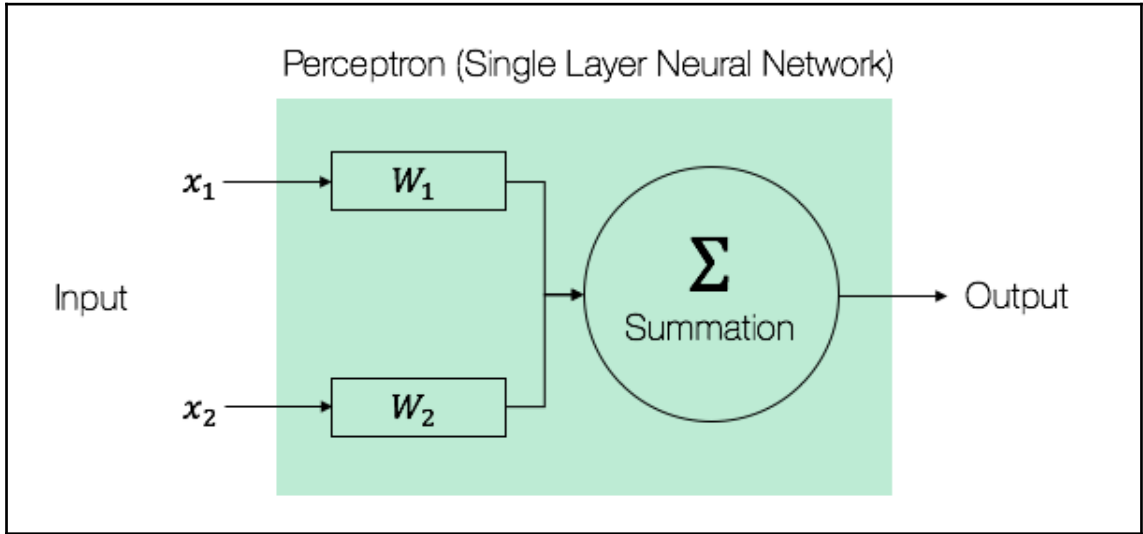 Perceptron (Single Layer Neural Network)
x₁
W₁
Σ
Summation
Input
Output
x₂
W₂